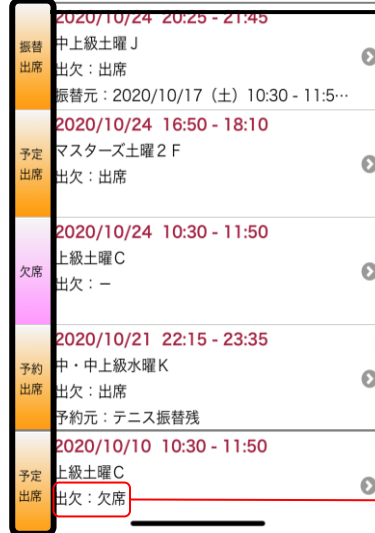 2020/10/24 20:25 - 21:45
振替
出席
中上級土曜J
出欠：出席
振替元：2020/10/17（土）10:30 - 11:5…
2020/10/24 16:50 - 18:10
予定
出席
マスターズ土曜2F
出欠：出席
2020/10/24 10:30 - 11:50
欠席
上級土曜C
出欠：−
2020/10/21 22:15 - 23:35
予約
出席
中・中上級水曜K
出欠：出席
予約元：テニス振替残
2020/10/10 10:30 - 11:50
予定
出席
上級土曜C
出欠：欠席